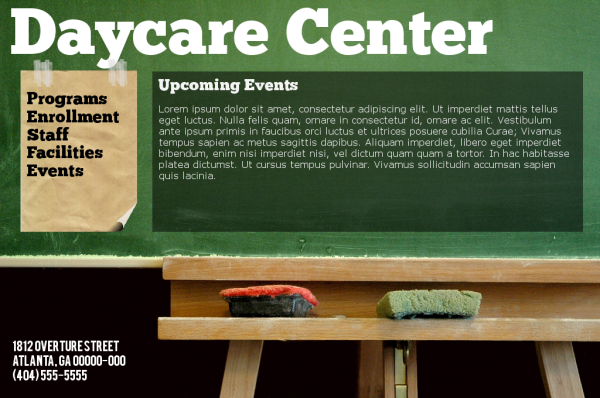 Daycare Center
Programs
Enrollment
Staff
Facilities
Events
Upcoming Events
Lorem ipsum dolor sit amet, consectetur adipiscing elit. Ut imperdiet mattis tellus
eget luctus. Nulla felis quam, ornare in consectetur id, ornare ac elit. Vestibulum
ante ipsum primis in faucibus orci luctus et ultrices posuere cubilia Curae; Vivamus
tempus sapien ac metus sagittis dapibus. Aliquam imperdiet, libero eget imperdiet
bibendum, enim nisi imperdiet nisi, vel dictum quam quam a tortor. In hac habitasse
platea dictumst. Ut cursus tempus pulvinar. Vivamus sollicitudin accumsan sapien
quis lacinia.
1812 OVERTURE STREET
ATLANTA, GA 00000-000
(404) 555-5555